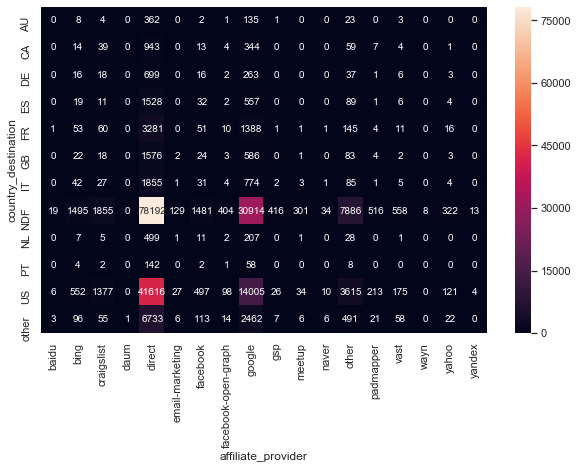 country_destination
AU 0 8 4 0 362 0 2 1 135 1 0 0 23 0 3 0 0 0
CA 0 14 39 0 943 0 13 4 344 0 0 0 59 7 4 0 1 0
DE 0 16 18 0 699 0 16 2 263 0 0 0 37 1 6 0 3 0
ES 0 19 11 0 1528 0 32 2 557 0 0 0 89 1 6 0 4 0
FR 1 53 60 0 3281 0 51 10 1388 1 1 1 145 4 11 0 16 0
GB 0 22 18 0 1576 2 24 3 586 0 1 0 83 4 2 0 3 0
IT 0 42 27 0 1855 1 31 4 774 2 3 1 85 1 5 0 4 0
NDF 19 1495 1855 0 78192 129 1481 404 30914 416 301 34 7886 516 558 8 322 13
NL 0 7 5 0 499 1 11 2 207 0 1 0 28 0 1 0 0 0
PT 0 4 2 0 142 0 2 1 58 0 0 0 8 0 0 0 0 0
US 6 552 1377 0 41616 27 497 98 14005 26 34 10 3615 213 175 0 121 4
other 3 96 55 1 6733 6 113 14 2462 7 6 6 491 21 58 0 22 0
baidu
bing
craigslist
daum
direct
email-marketing
facebook
facebook-open-graph
google
gsp
meetup
naver
other
padmapper
vast
wayn
yahoo
yandex
affiliate_provider
75000
60000
45000
30000
15000
0